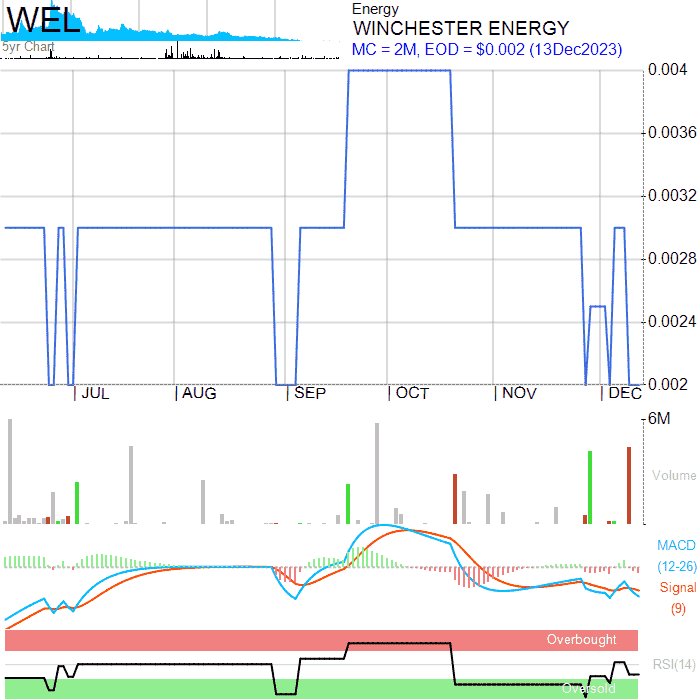 WEL
5yr Chart
Energy
WINCHESTER ENERGY
MC = 2M, EOD = $0.002 (13Dec2023)
0.004
0.0036
0.0032
0.0028
0.0024
0.002
JUL AUG SEP OCT NOV DEC
6M
Volume
MACD
(12-26)
Signal
(9)
Overbought
RSI(14)
Oversold